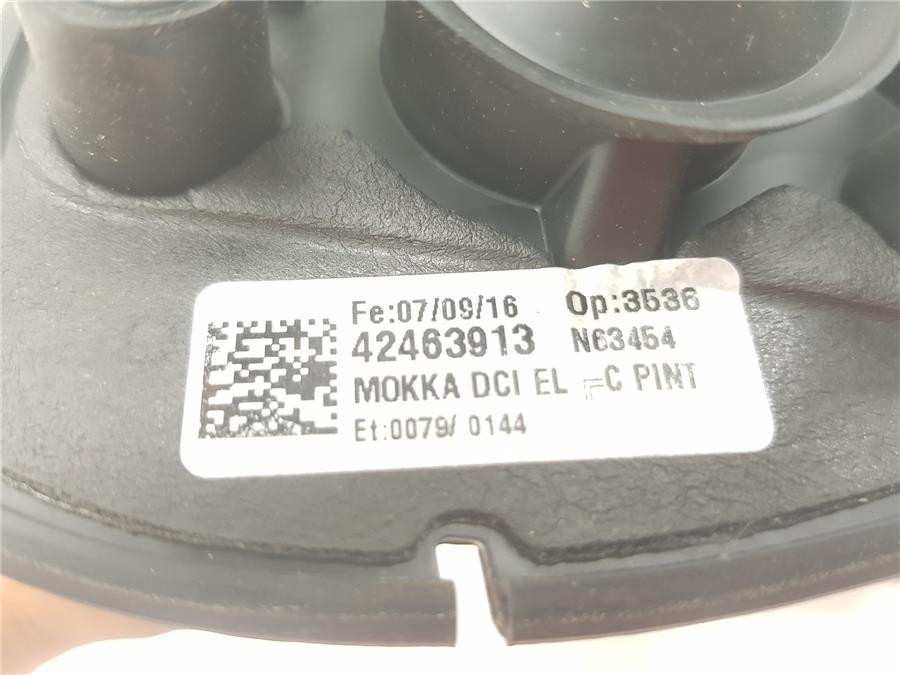 Fe:07/09/16 Op:3536
42463913 N63454
MOKKA DCI EL C PINT
Et:0079/ 0144